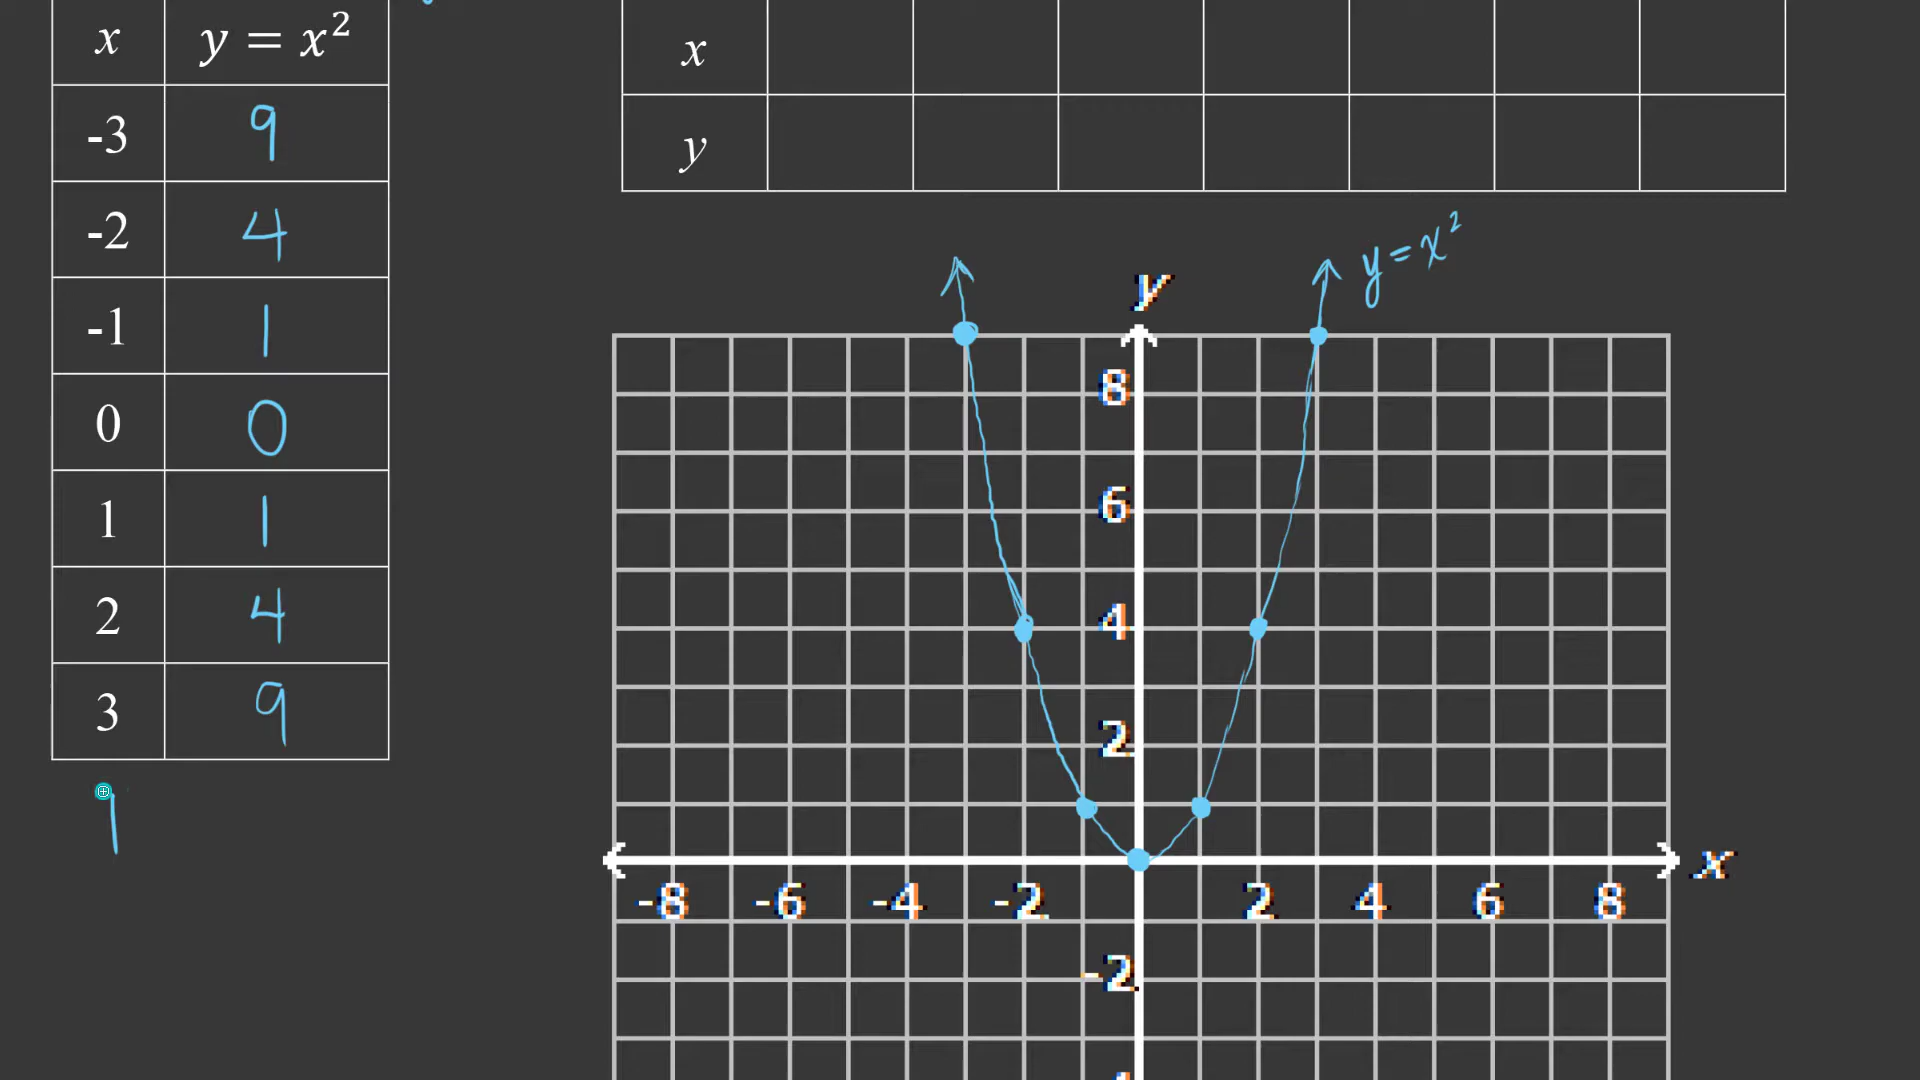 x y = x²
-3 9
-2 4
-1 1
0 0
1 1
2 4
3 9
x
y
y = x²
y
8
6
4
2
-8 -6 -4 -2 2 4 6 8 x
-2